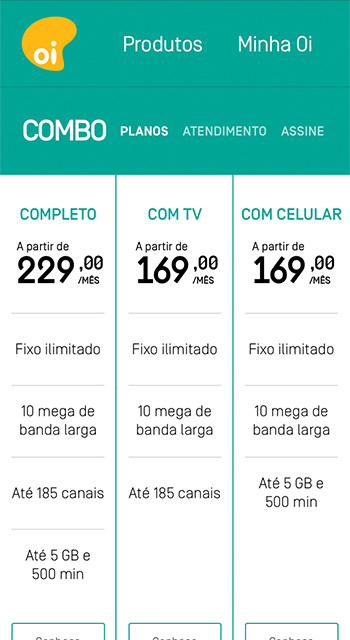 oi
Produtos
Minha Oi
COMBO
PLANOS
ATENDIMENTO
ASSINE
COMPLETO
A partir de
229,00
/MÊS
Fixo ilimitado
10 mega de
banda larga
Até 185 canais
Até 5 GB e
500 min
COM TV
A partir de
169,00
/MÊS
Fixo ilimitado
10 mega de
banda larga
Até 185 canais
COM CELULAR
A partir de
169,00
/MÊS
Fixo ilimitado
10 mega de
banda larga
Até 5 GB e
500 min